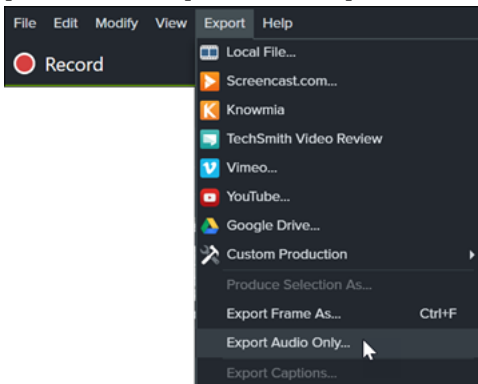 File Edit Modify View Export Help
Record
Local File...
Screencast.com...
Knowmia
TechSmith Video Review
Vimeo...
YouTube...
Google Drive...
Custom Production
Produce Selection As...
Export Frame As... Ctrl+F
Export Audio Only...
Export Captions...